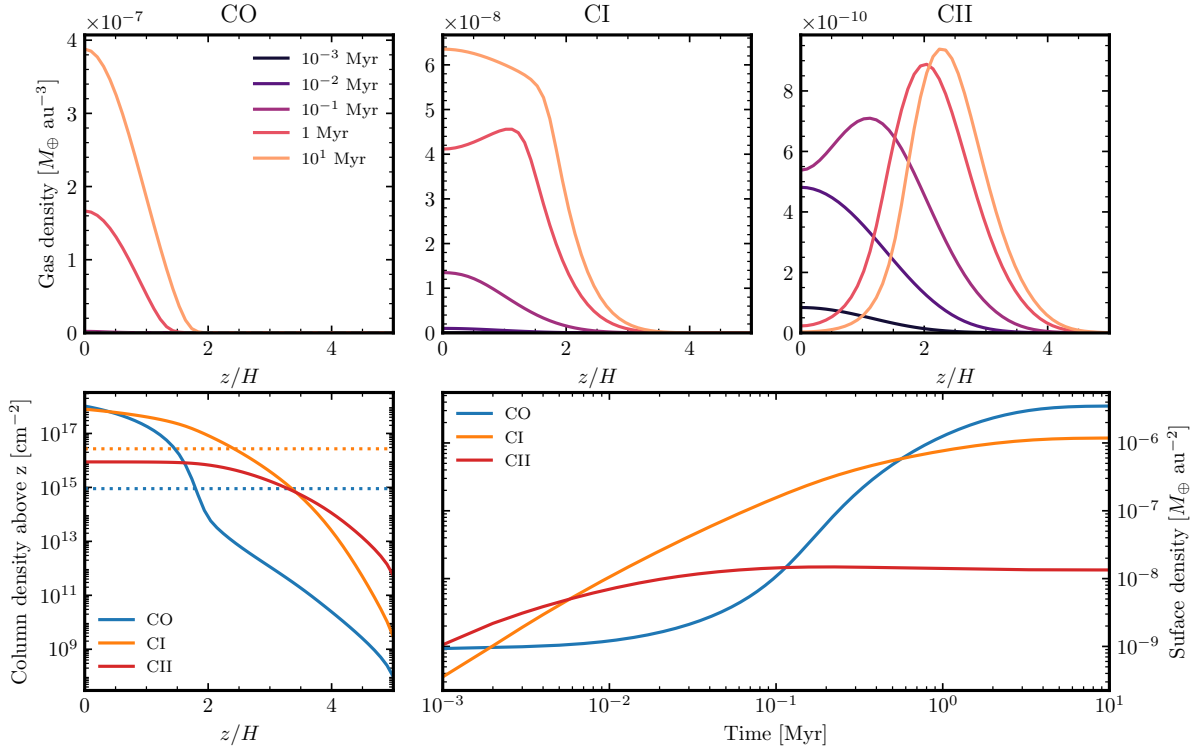 CO
CI
CII
×10⁻⁷
×10⁻⁸
×10⁻¹⁰
Gas density [M⊕ au⁻³]
4
3
2
1
0
10⁻³ Myr
10⁻² Myr
10⁻¹ Myr
1 Myr
10¹ Myr
0 2 4
z/H
6
5
4
3
2
1
0
0 2 4
z/H
8
6
4
2
0
0 2 4
z/H
Column density above z [cm⁻²]
10¹⁷
10¹⁵
10¹³
10¹¹
10⁹
CO
CI
CII
0 2 4
z/H
CO
CI
CII
10⁻³ 10⁻² 10⁻¹ 10⁰ 10¹
Time [Myr]
10⁻⁶
10⁻⁷
10⁻⁸
10⁻⁹
Suface density [M⊕ au⁻²]